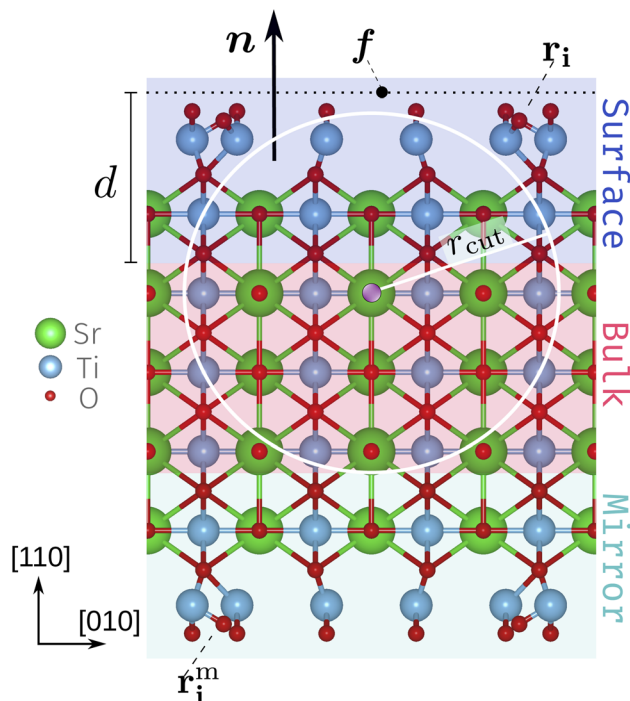 n
f
r_i
d
r_cut
Surface
Bulk
Mirror
Sr
Ti
O
[110]
[010]
r_i^m